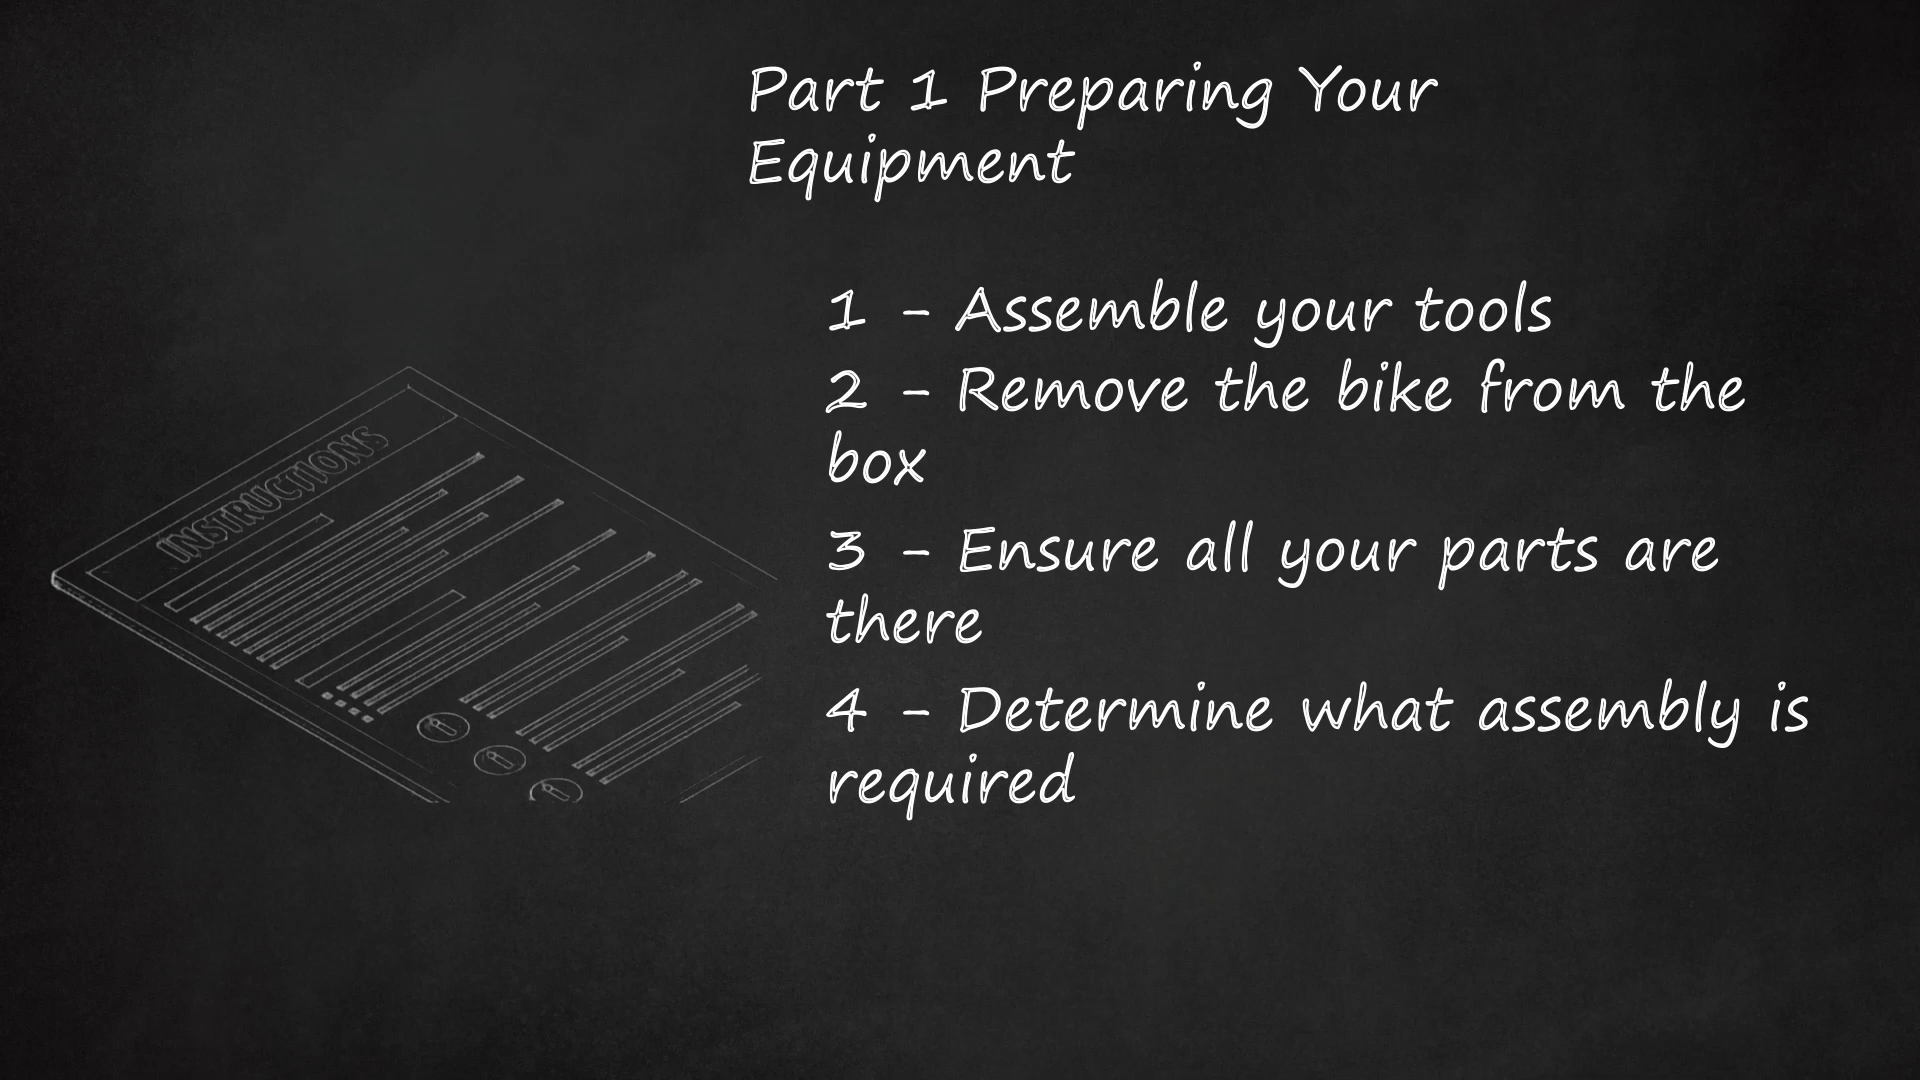 Part 1 Preparing Your
Equipment
1 - Assemble your tools
2 - Remove the bike from the
box
3 - Ensure all your parts are
there
4 - Determine what assembly is
required
INSTRUCTIONS